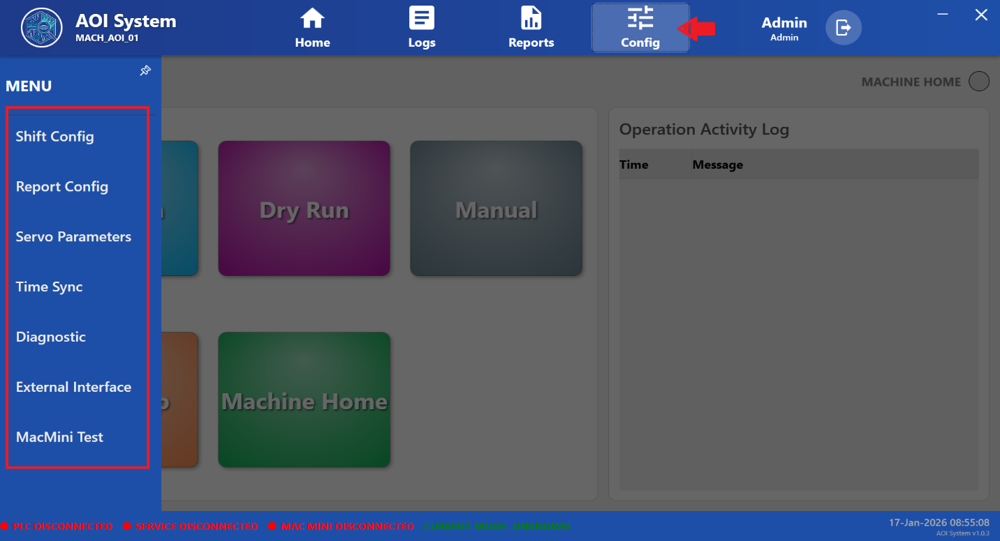 AOI System
MACH_AOI_01
Home
Logs
Reports
Config
Admin
Admin
MENU
Shift Config
Report Config
Servo Parameters
Time Sync
Diagnostic
External Interface
MacMini Test
MACHINE HOME
Dry Run
Manual
Machine Home
Operation Activity Log
Time Message
PLC DISCONNECTED SERVICE DISCONNECTED MAC MINI DISCONNECTED CURRENT MODE: UNKNOWN
17-Jan-2026 08:55:08
AOI System v1.0.3